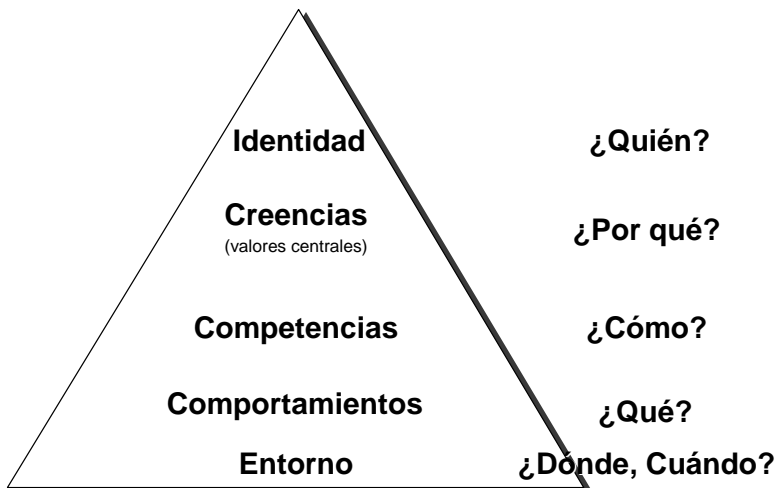 Identidad ¿Quién?
Creencias
(valores centrales)
¿Por qué?
Competencias ¿Cómo?
Comportamientos
¿Qué?
Entorno ¿Dónde, Cuándo?